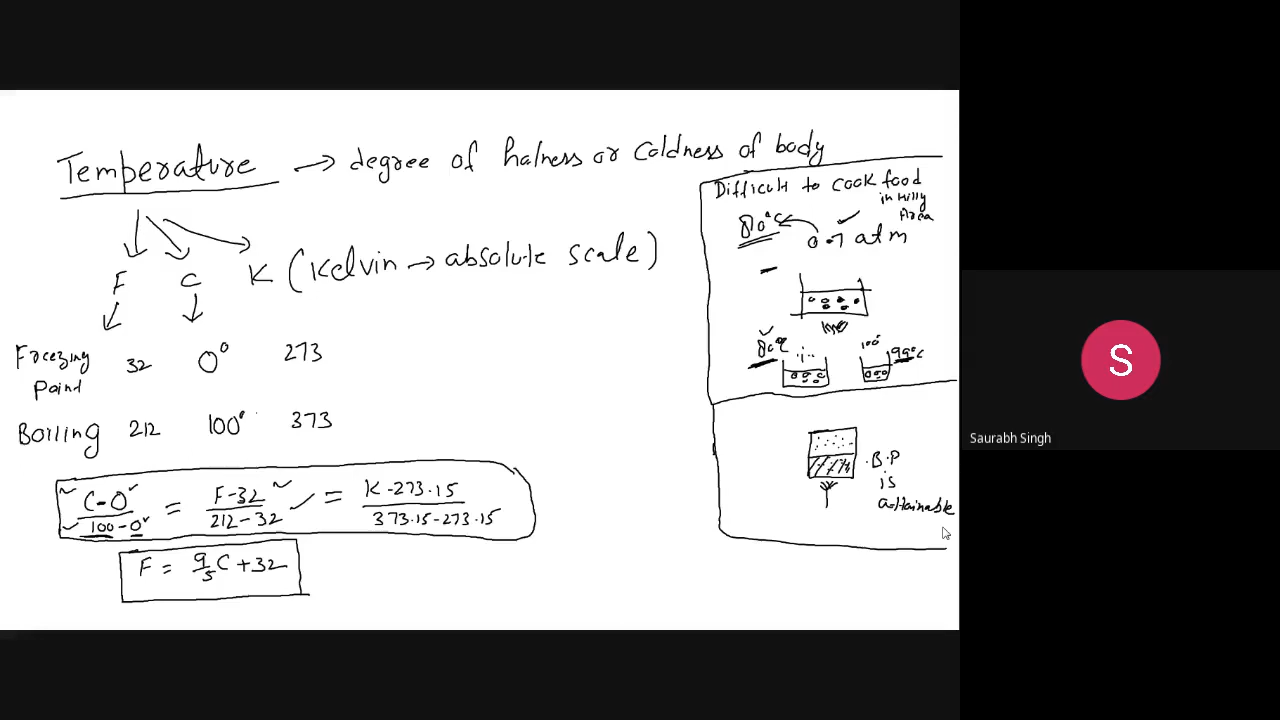 Temperature → degree of hotness or coldness of body
F C K (Kelvin → absolute scale)
Freezing 32 0° 273
Point
Boiling 212 100° 373
C-0 / 100-0 = F-32 / 212-32 = K-273.15 / 373.15-273.15
F = 9/5 C + 32
Difficult to cook food
in Hilly
Area
80°C 0.7 atm
100° 99°C
B.P
is
attainable
Saurabh Singh
S